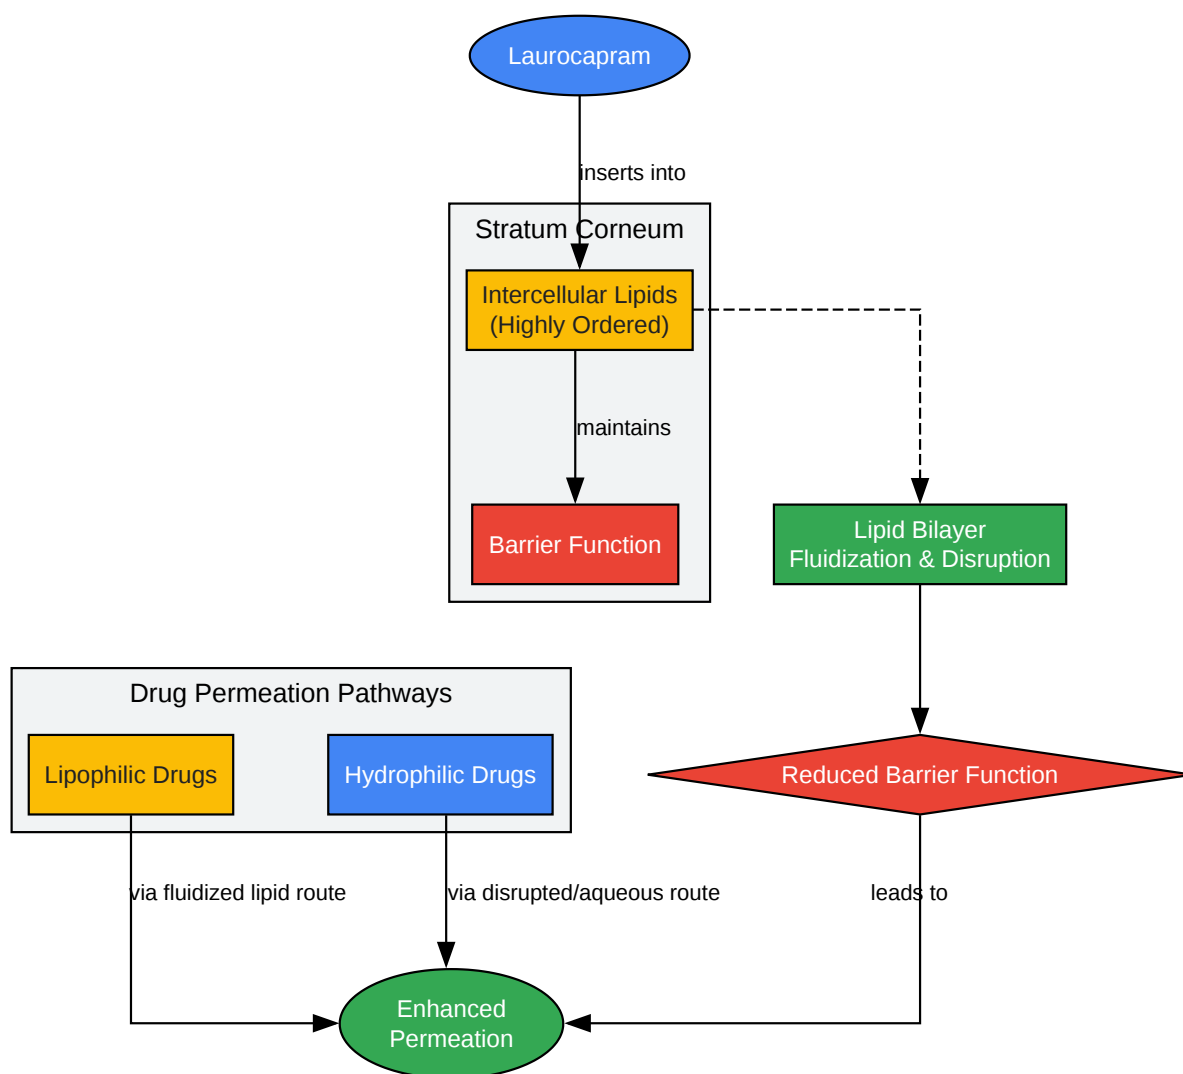 Laurocapram
inserts into
Stratum Corneum
Intercellular Lipids
(Highly Ordered)
maintains
Barrier Function
Lipid Bilayer
Fluidization & Disruption
Drug Permeation Pathways
Lipophilic Drugs
Hydrophilic Drugs
Reduced Barrier Function
via fluidized lipid route
via disrupted/aqueous route
leads to
Enhanced
Permeation